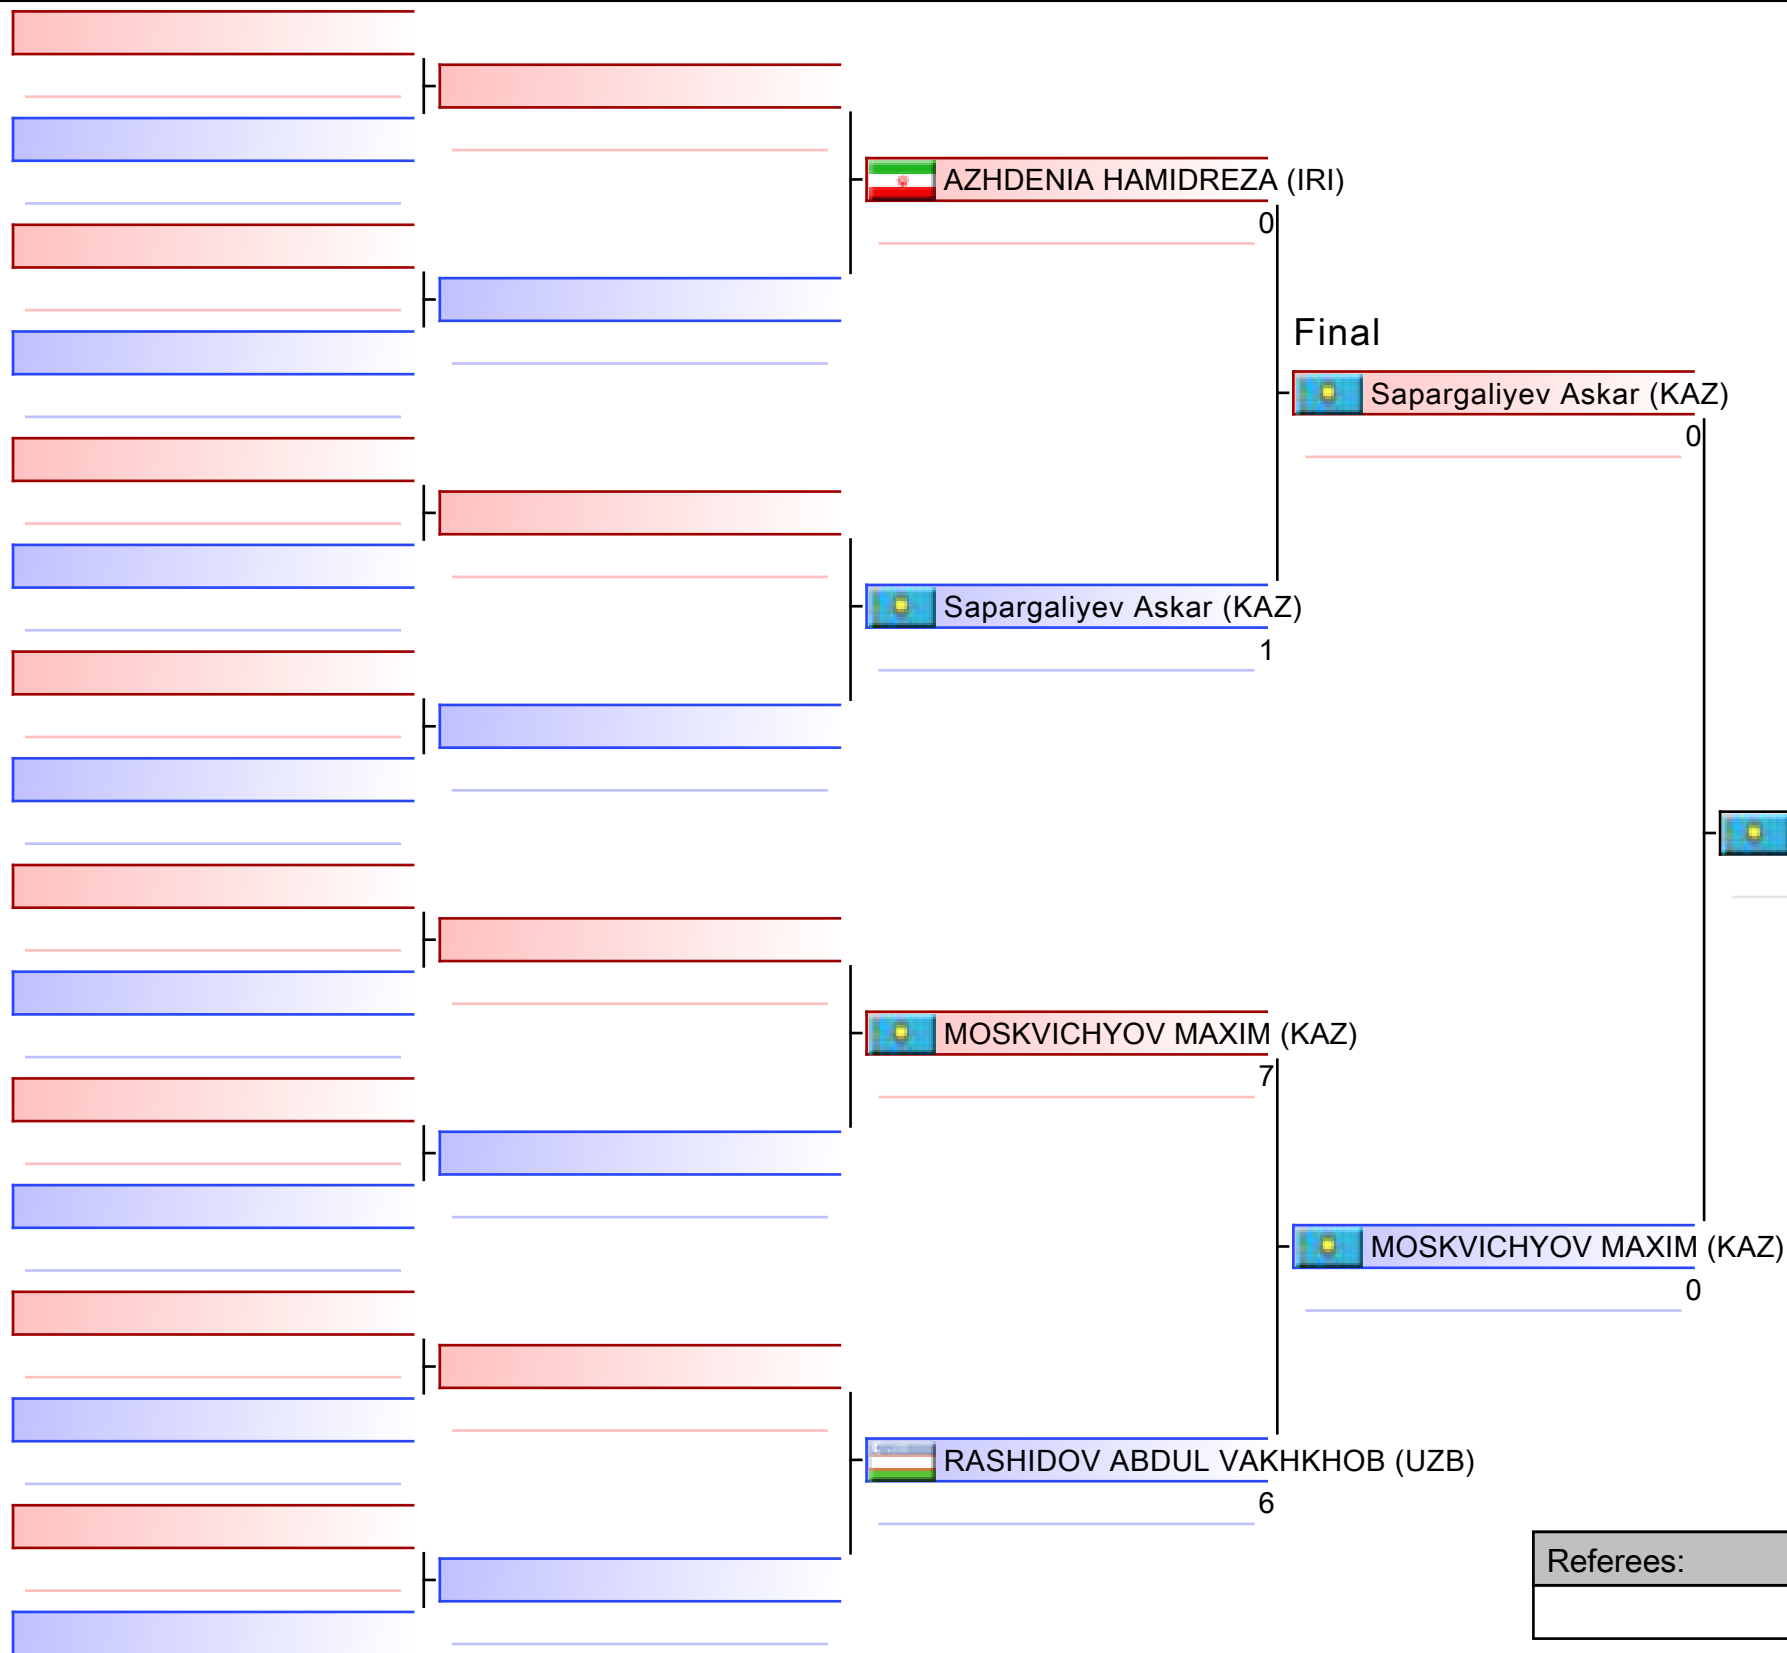 AZHDENIA HAMIDREZA (IRI)
0
Final
Sapargaliyev Askar (KAZ)
0
Sapargaliyev Askar (KAZ)
1
MOSKVICHYOV MAXIM (KAZ)
7
MOSKVICHYOV MAXIM (KAZ)
0
RASHIDOV ABDUL VAKHKHOB (UZB)
6
Referees: